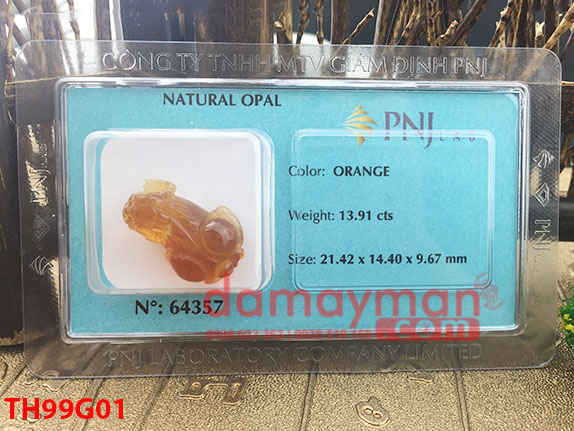 CÔNG TY TNHH MTV GIÁM ĐỊNH PNJ
NATURAL OPAL
PNJ LAB
Color: ORANGE
Weight: 13.91 cts
Size: 21.42 x 14.40 x 9.67 mm
N°: 64357
damayman
.com
PNJ LABORATORY COMPANY LIMITED
TH99G01